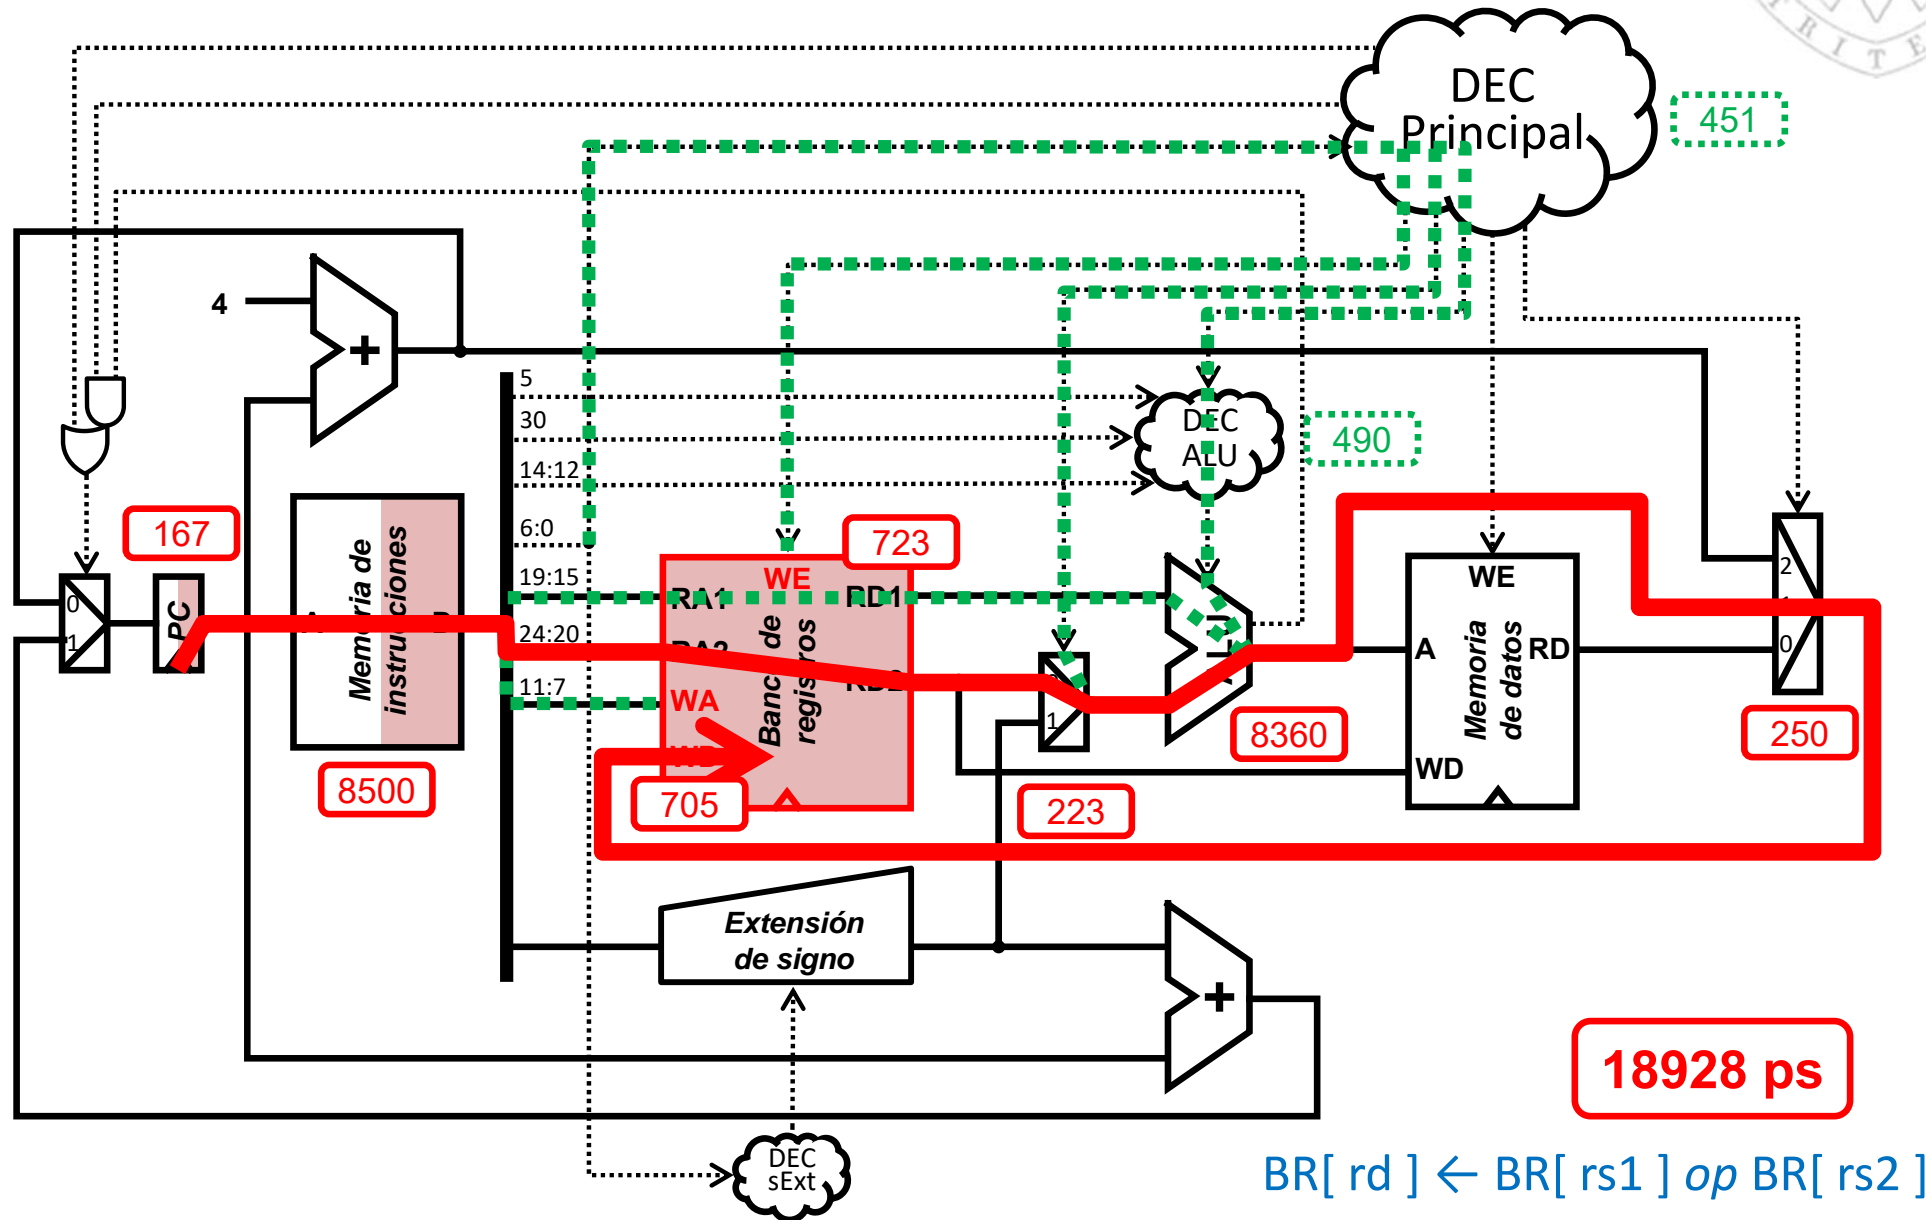 R I T E
DEC
Principal
451
4
+
5
30
14:12
6:0
19:15
24:20
11:7
DEC
ALU
490
167
723
0
1
PC
A
Memoria de
instrucciones
8500
WE
RA1
RD1
RA2
RD2
WA
WD
Banco de
registros
705
1
223
8360
WE
A
RD
WD
Memoria
de datos
2
0
250
Extensión
de signo
+
18928 ps
DEC
sExt
BR[ rd ] ← BR[ rs1 ] op BR[ rs2 ]